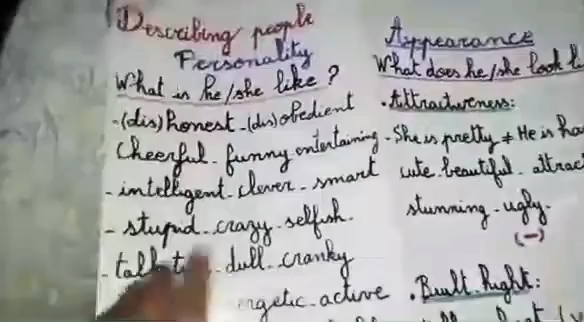 Describing people
Personality
What is he/she like?
-(dis)honest-(dis)obedient
Cheerful-funny-entertaining
-intelligent-clever-smart
-stupid-crazy-selfish.
dull-cranky
active
Appearance
What does he/she look
•Attractiveness:
-She is pretty ≠ He is
cute-beautiful-
stunning-ugly-
(-)
•Built hight: